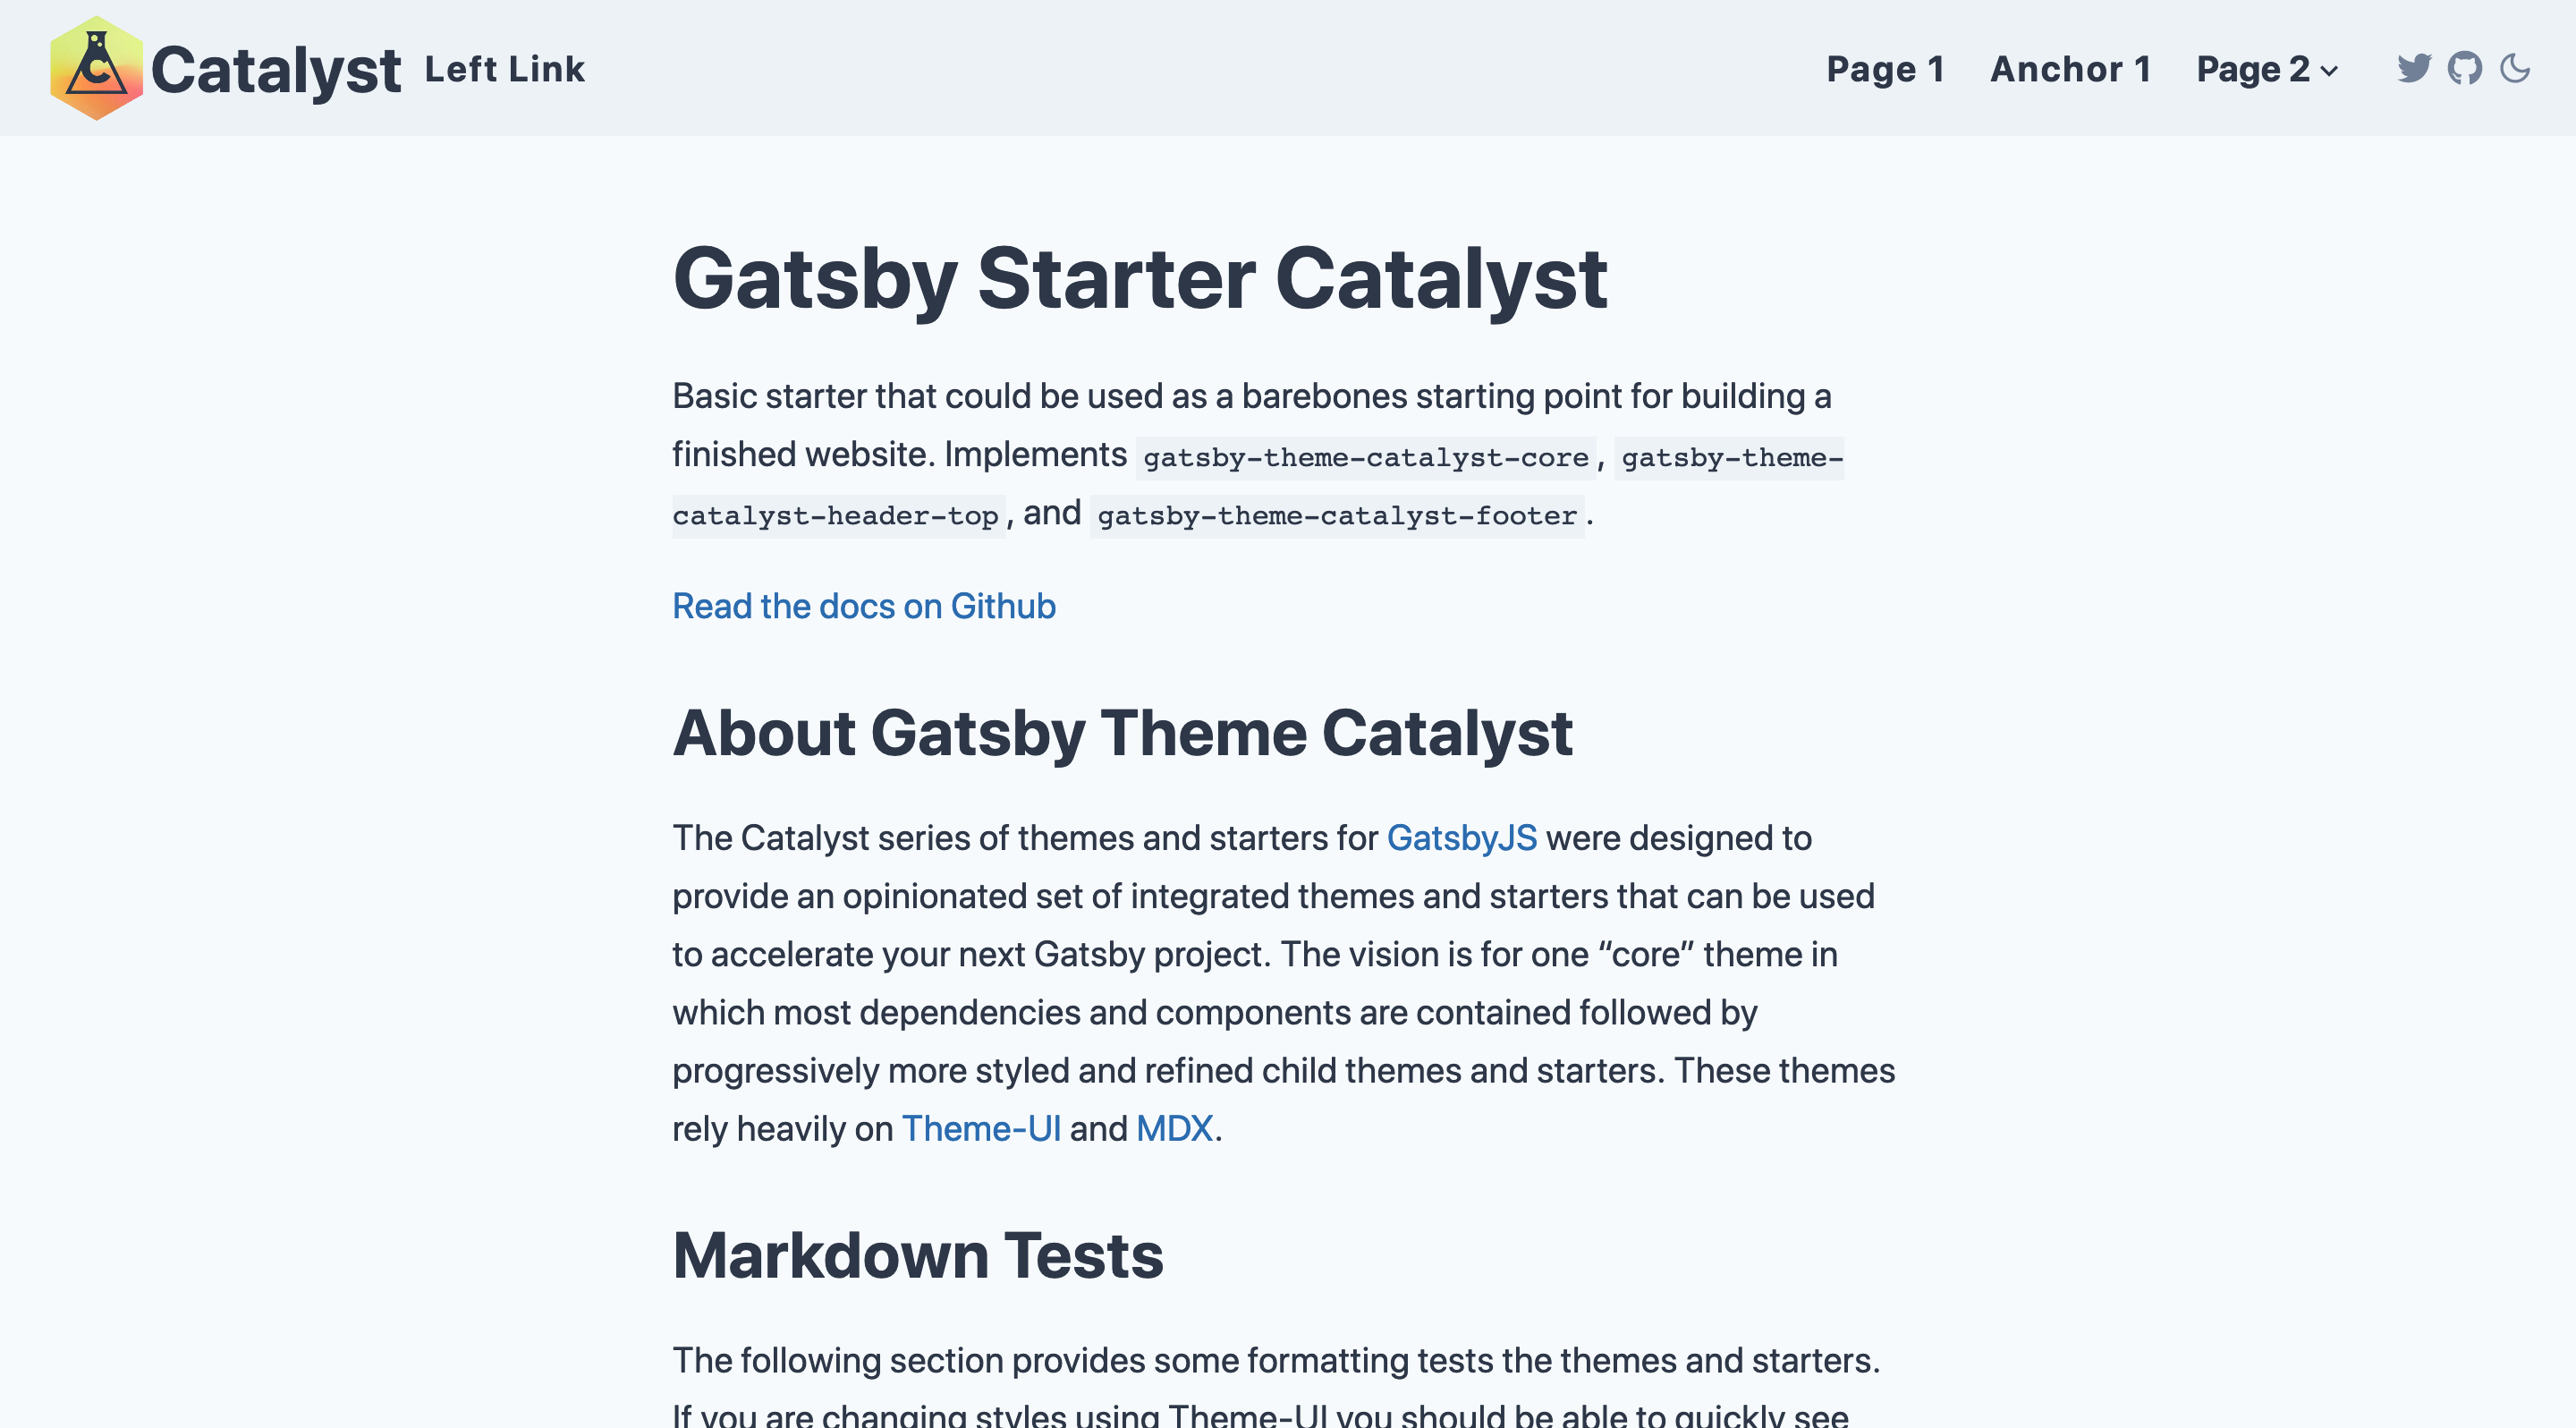 Catalyst Left Link Page 1 Anchor 1 Page 2
Gatsby Starter Catalyst
Basic starter that could be used as a barebones starting point for building a
finished website. Implements gatsby-theme-catalyst-core, gatsby-theme-
catalyst-header-top, and gatsby-theme-catalyst-footer.
Read the docs on Github
About Gatsby Theme Catalyst
The Catalyst series of themes and starters for GatsbyJS were designed to
provide an opinionated set of integrated themes and starters that can be used
to accelerate your next Gatsby project. The vision is for one “core” theme in
which most dependencies and components are contained followed by
progressively more styled and refined child themes and starters. These themes
rely heavily on Theme-UI and MDX.
Markdown Tests
The following section provides some formatting tests the themes and starters.
If you are changing styles using Theme-UI you should be able to quickly see